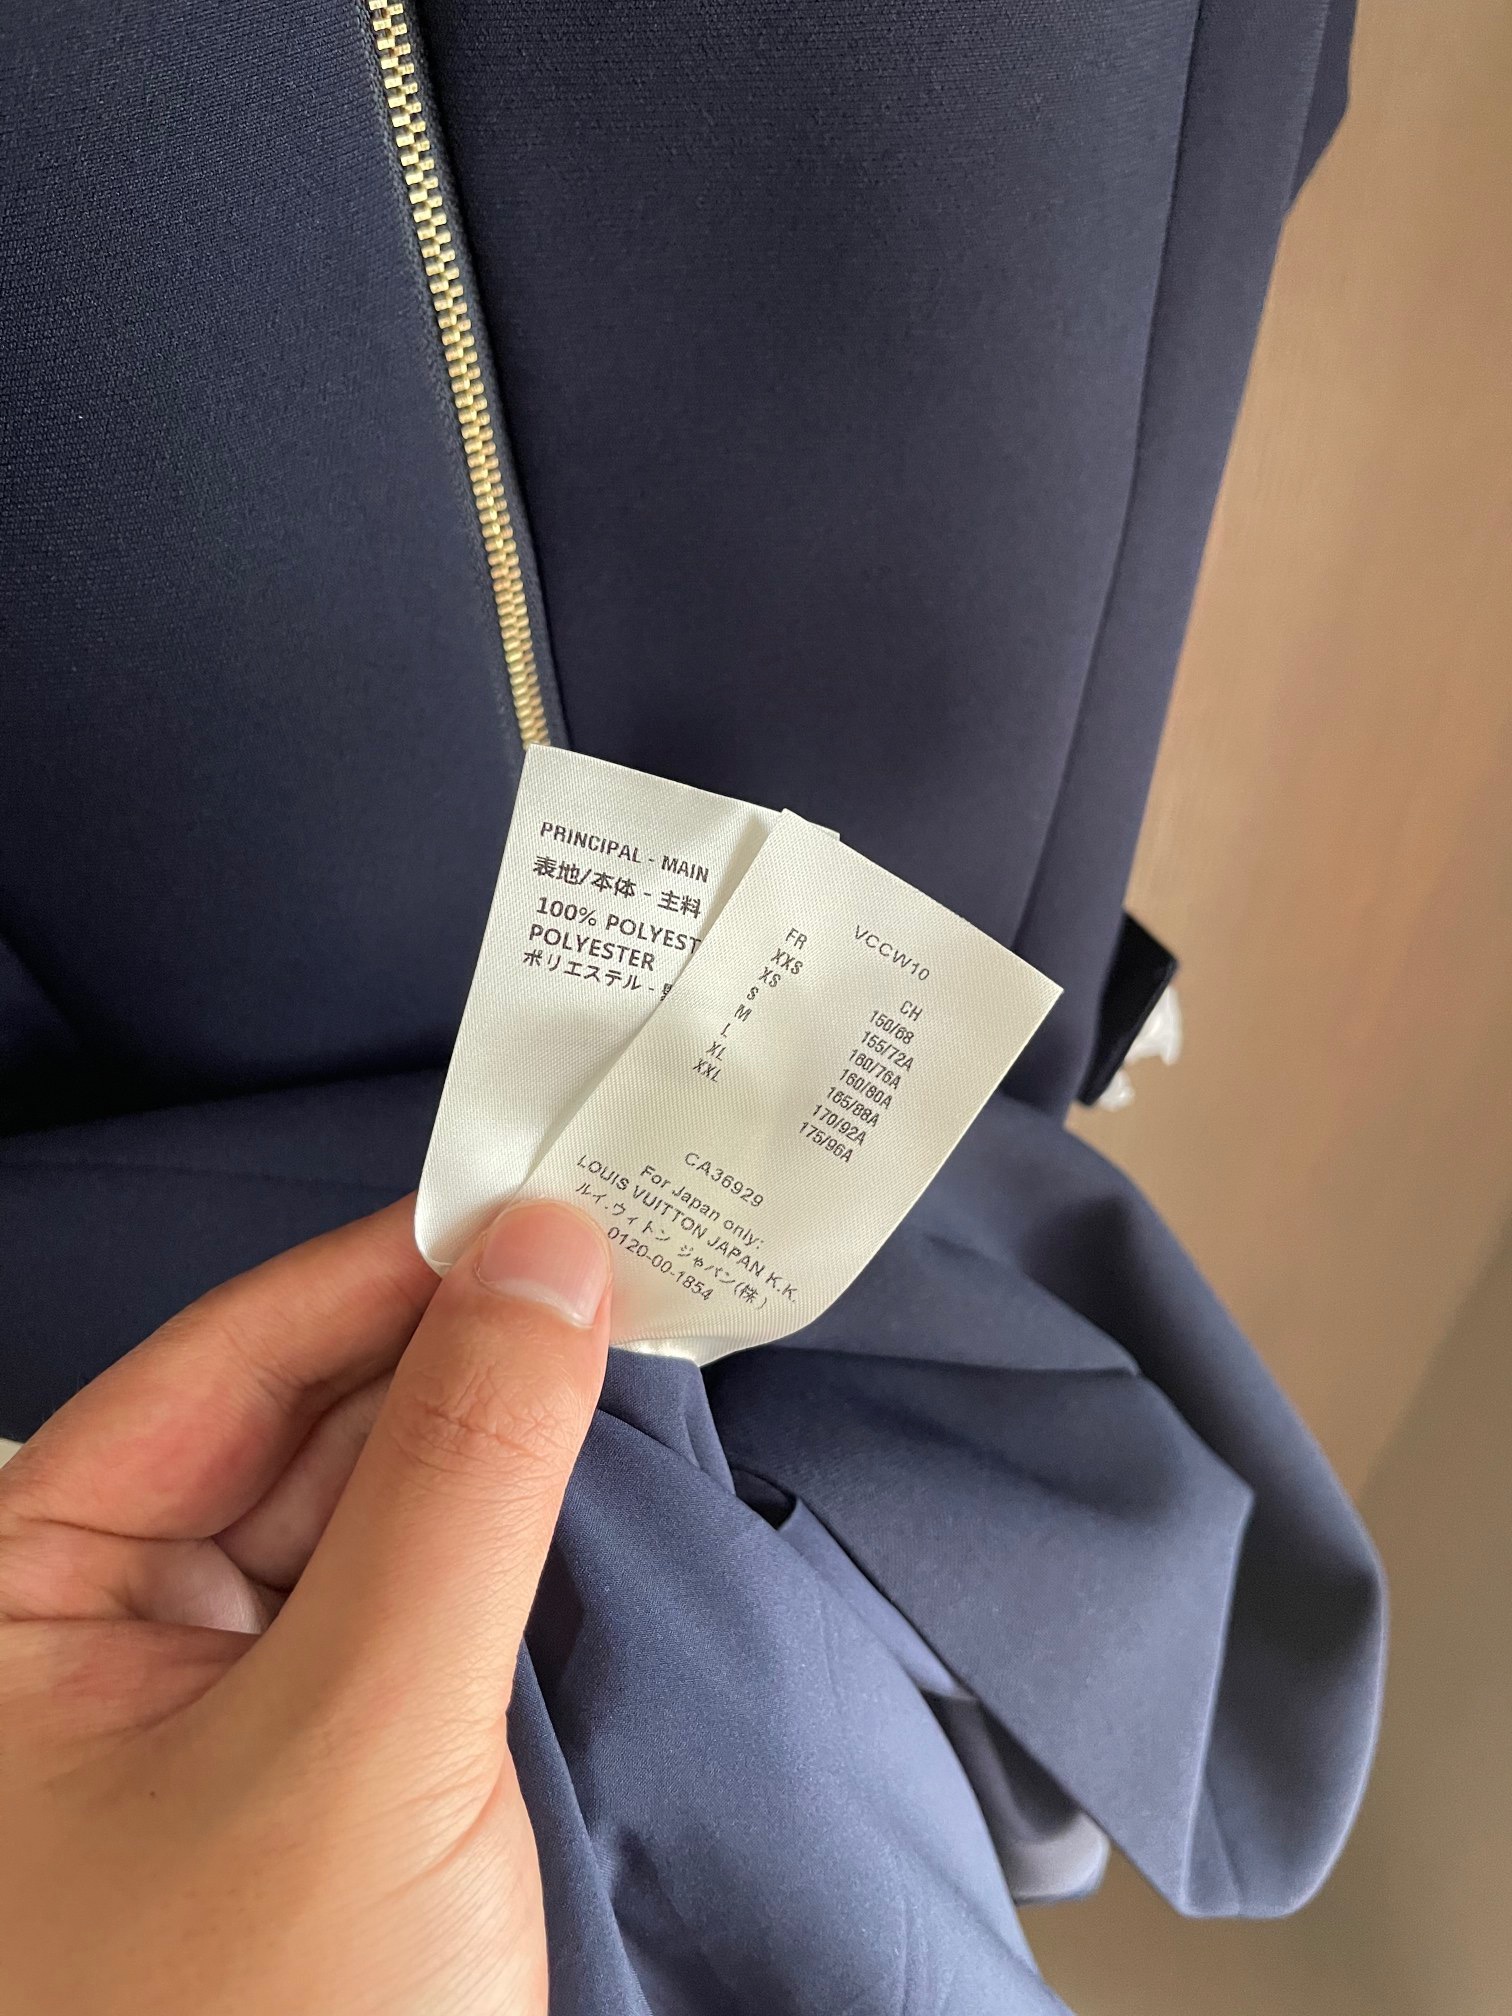 PRINCIPAL - MAIN
表地/本体 - 主料
100% POLYEST
POLYESTER
ポリエステル -
VCCW10
FR CH
XXS 150/68
XS 155/72A
S 160/76A
M 160/80A
L 165/88A
XL 170/92A
XXL 175/96A
CA36929
For Japan only:
LOUIS VUITTON JAPAN K.K.
ルイ.ヴィトン ジャパン(株)
0120-00-1854